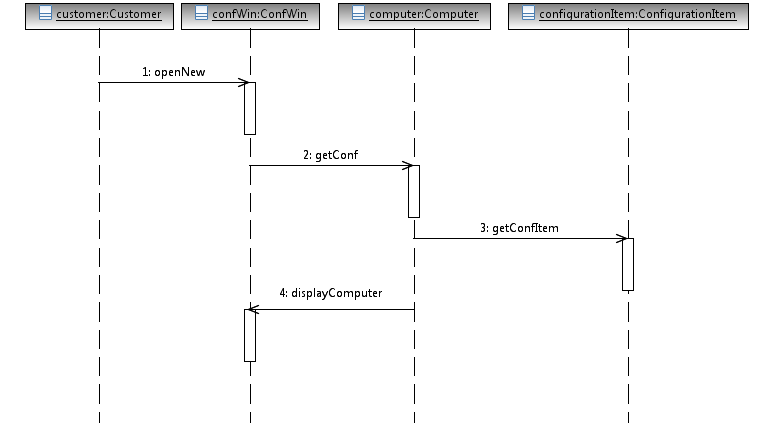 customer:Customer
confWin:ConfWin
computer:Computer
configurationItem:ConfigurationItem
1: openNew
2: getConf
3: getConfItem
4: displayComputer